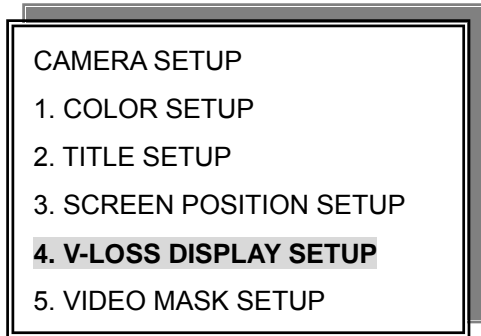 CAMERA SETUP
1. COLOR SETUP
2. TITLE SETUP
3. SCREEN POSITION SETUP
4. V-LOSS DISPLAY SETUP
5. VIDEO MASK SETUP